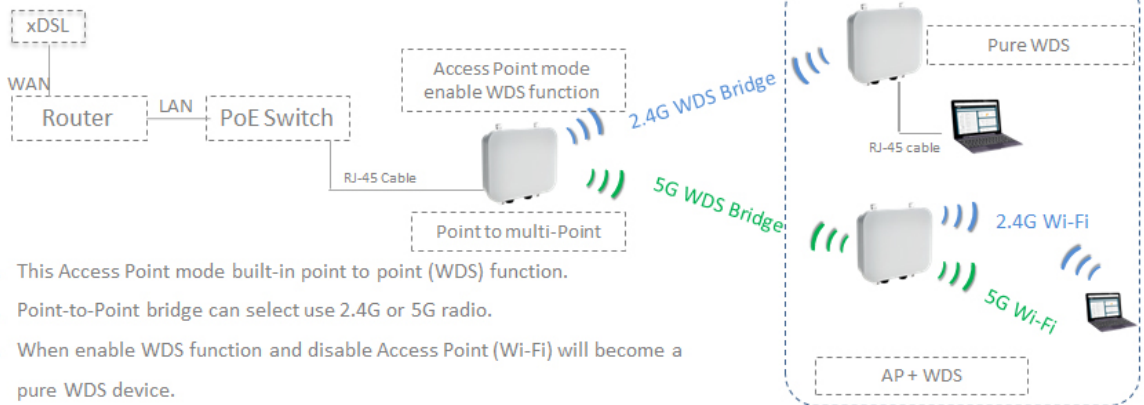 xDSL
WAN
Router
LAN
PoE Switch
RJ-45 Cable
Access Point mode
enable WDS function
Point to multi-Point
2.4G WDS Bridge
5G WDS Bridge
Pure WDS
RJ-45 cable
2.4G Wi-Fi
5G Wi-Fi
AP + WDS
This Access Point mode built-in point to point (WDS) function.
Point-to-Point bridge can select use 2.4G or 5G radio.
When enable WDS function and disable Access Point (Wi-Fi) will become a
pure WDS device.